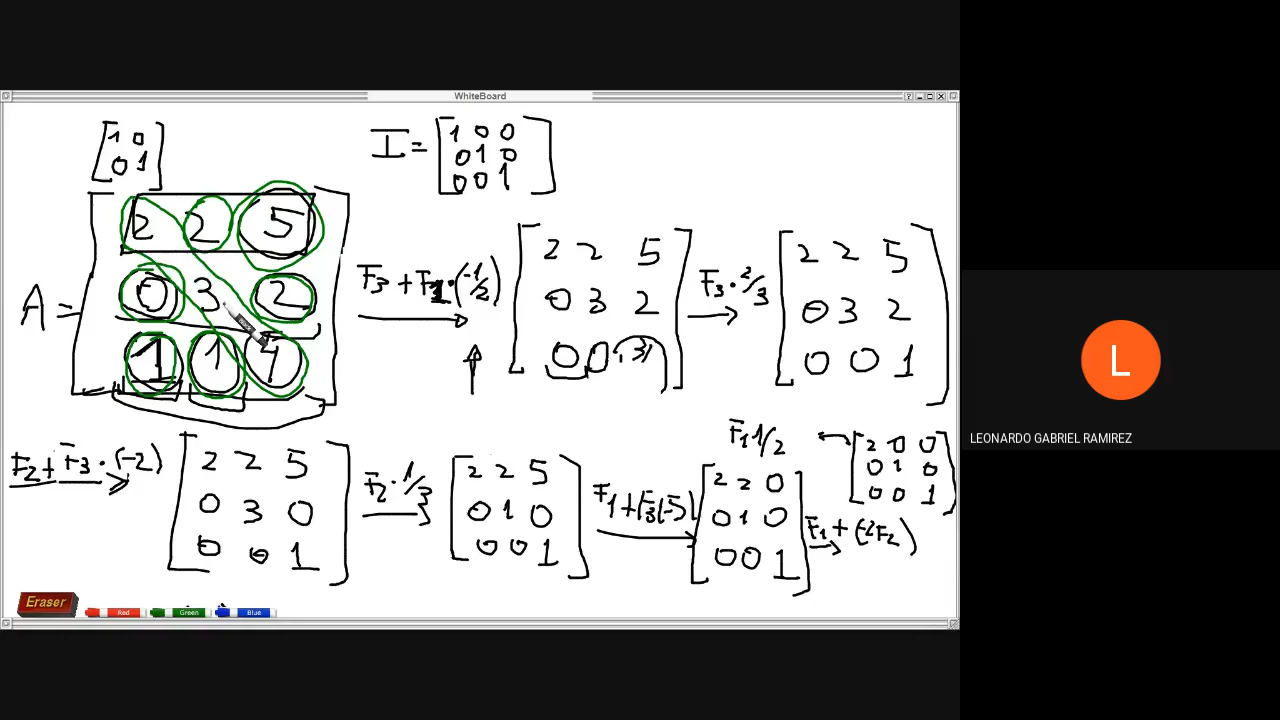 WhiteBoard
1 0
0 1
I = 1 0 0
0 1 0
0 0 1
A = 2 2 5
0 3 2
1 1 4
F3 + F1 · (-1/2)
2 2 5
0 3 2
0 0 3/2
F3 · 2/3
2 2 5
0 3 2
0 0 1
F2 + F3 · (-2)
2 2 5
0 3 0
0 0 1
F2 · 1/3
2 2 5
0 1 0
0 0 1
F1 + (F3(-5)
2 2 0
0 1 0
0 0 1
F1 + (-2F2)
2 0 0
0 1 0
0 0 1
F1 1/2
LEONARDO GABRIEL RAMIREZ
L
Eraser
Red
Green
Blue